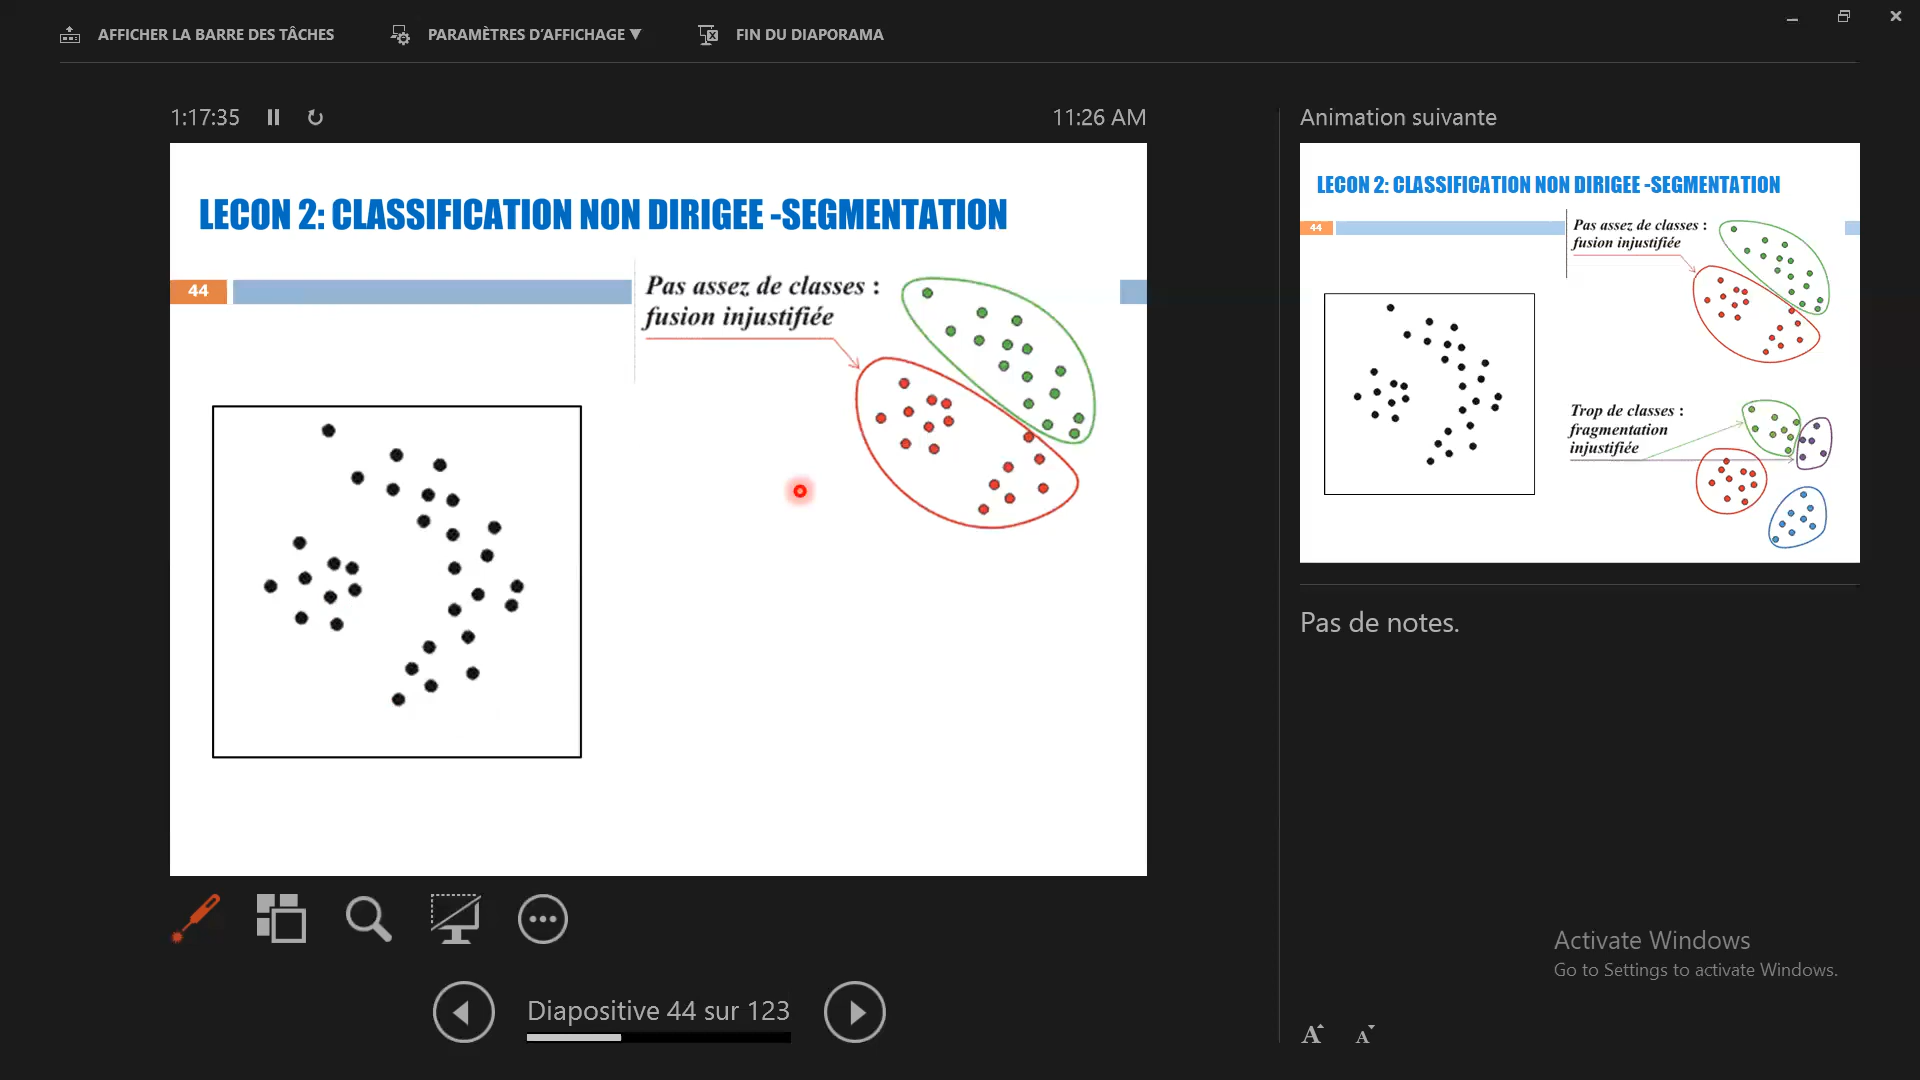 AFFICHER LA BARRE DES TÂCHES
PARAMÈTRES D'AFFICHAGE ▼
FIN DU DIAPORAMA
1:17:35
11:26 AM
LECON 2: CLASSIFICATION NON DIRIGEE -SEGMENTATION
44
Pas assez de classes :
fusion injustifiée
Animation suivante
LECON 2: CLASSIFICATION NON DIRIGEE -SEGMENTATION
44
Pas assez de classes :
fusion injustifiée
Trop de classes :
fragmentation
injustifiée
Pas de notes.
Activate Windows
Go to Settings to activate Windows.
Diapositive 44 sur 123
A
A